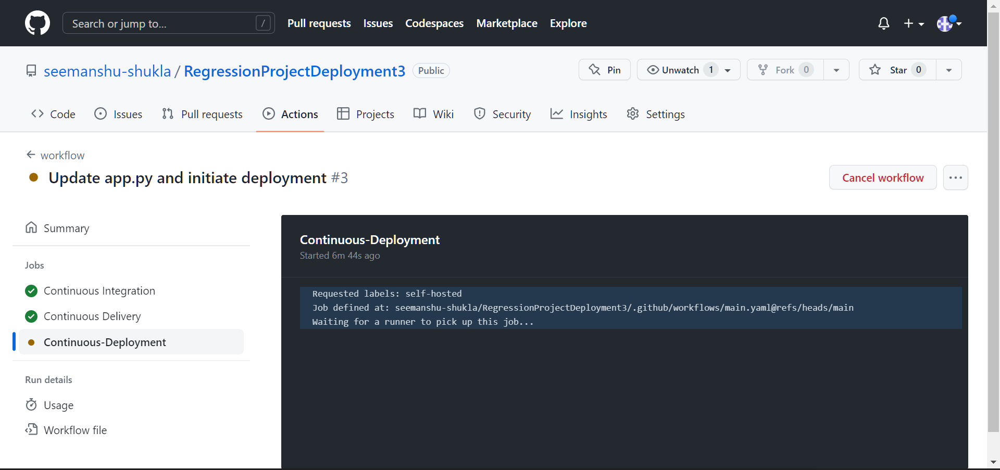 Search or jump to... /
Pull requests Issues Codespaces Marketplace Explore
seemanshu-shukla / RegressionProjectDeployment3 Public
Pin Unwatch 1 Fork 0 Star 0
Code Issues Pull requests Actions Projects Wiki Security Insights Settings
workflow
Update app.py and initiate deployment #3
Cancel workflow
Summary
Jobs
Continuous Integration
Continuous Delivery
Continuous-Deployment
Run details
Usage
Workflow file
Continuous-Deployment
Started 6m 44s ago
Requested labels: self-hosted
Job defined at: seemanshu-shukla/RegressionProjectDeployment3/.github/workflows/main.yaml@refs/heads/main
Waiting for a runner to pick up this job...